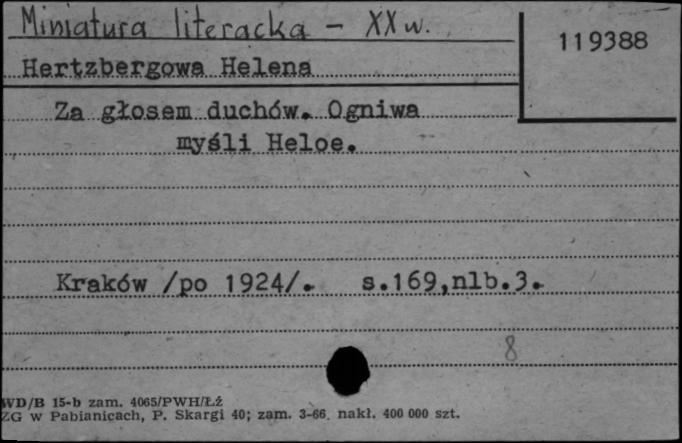 Miniatura literacka - XX w.
119388
Hertzbergowa Helena
Za głosem duchów. Ogniwa
myśli Heloe.
Kraków /po 1924/. s.169,nlb.3.
8
WD/B 15-b zam. 4065/PWH/Łź
ZG w Pabianicach, P. Skargi 40; zam. 3-66. nakł. 400 000 szt.